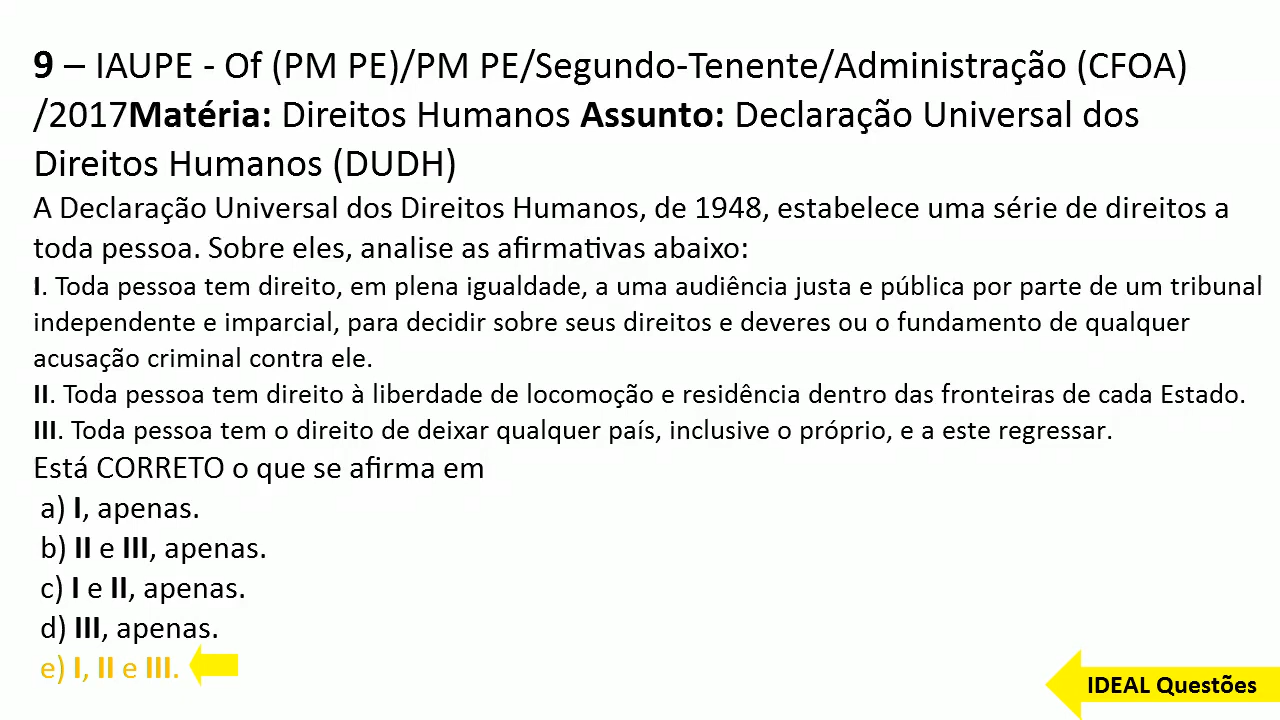 9 – IAUPE - Of (PM PE)/PM PE/Segundo-Tenente/Administração (CFOA)
/2017Matéria: Direitos Humanos Assunto: Declaração Universal dos
Direitos Humanos (DUDH)
A Declaração Universal dos Direitos Humanos, de 1948, estabelece uma série de direitos a
toda pessoa. Sobre eles, analise as afirmativas abaixo:
I. Toda pessoa tem direito, em plena igualdade, a uma audiência justa e pública por parte de um tribunal
independente e imparcial, para decidir sobre seus direitos e deveres ou o fundamento de qualquer
acusação criminal contra ele.
II. Toda pessoa tem direito à liberdade de locomoção e residência dentro das fronteiras de cada Estado.
III. Toda pessoa tem o direito de deixar qualquer país, inclusive o próprio, e a este regressar.
Está CORRETO o que se afirma em
a) I, apenas.
b) II e III, apenas.
c) I e II, apenas.
d) III, apenas.
e) I, II e III.
IDEAL Questões